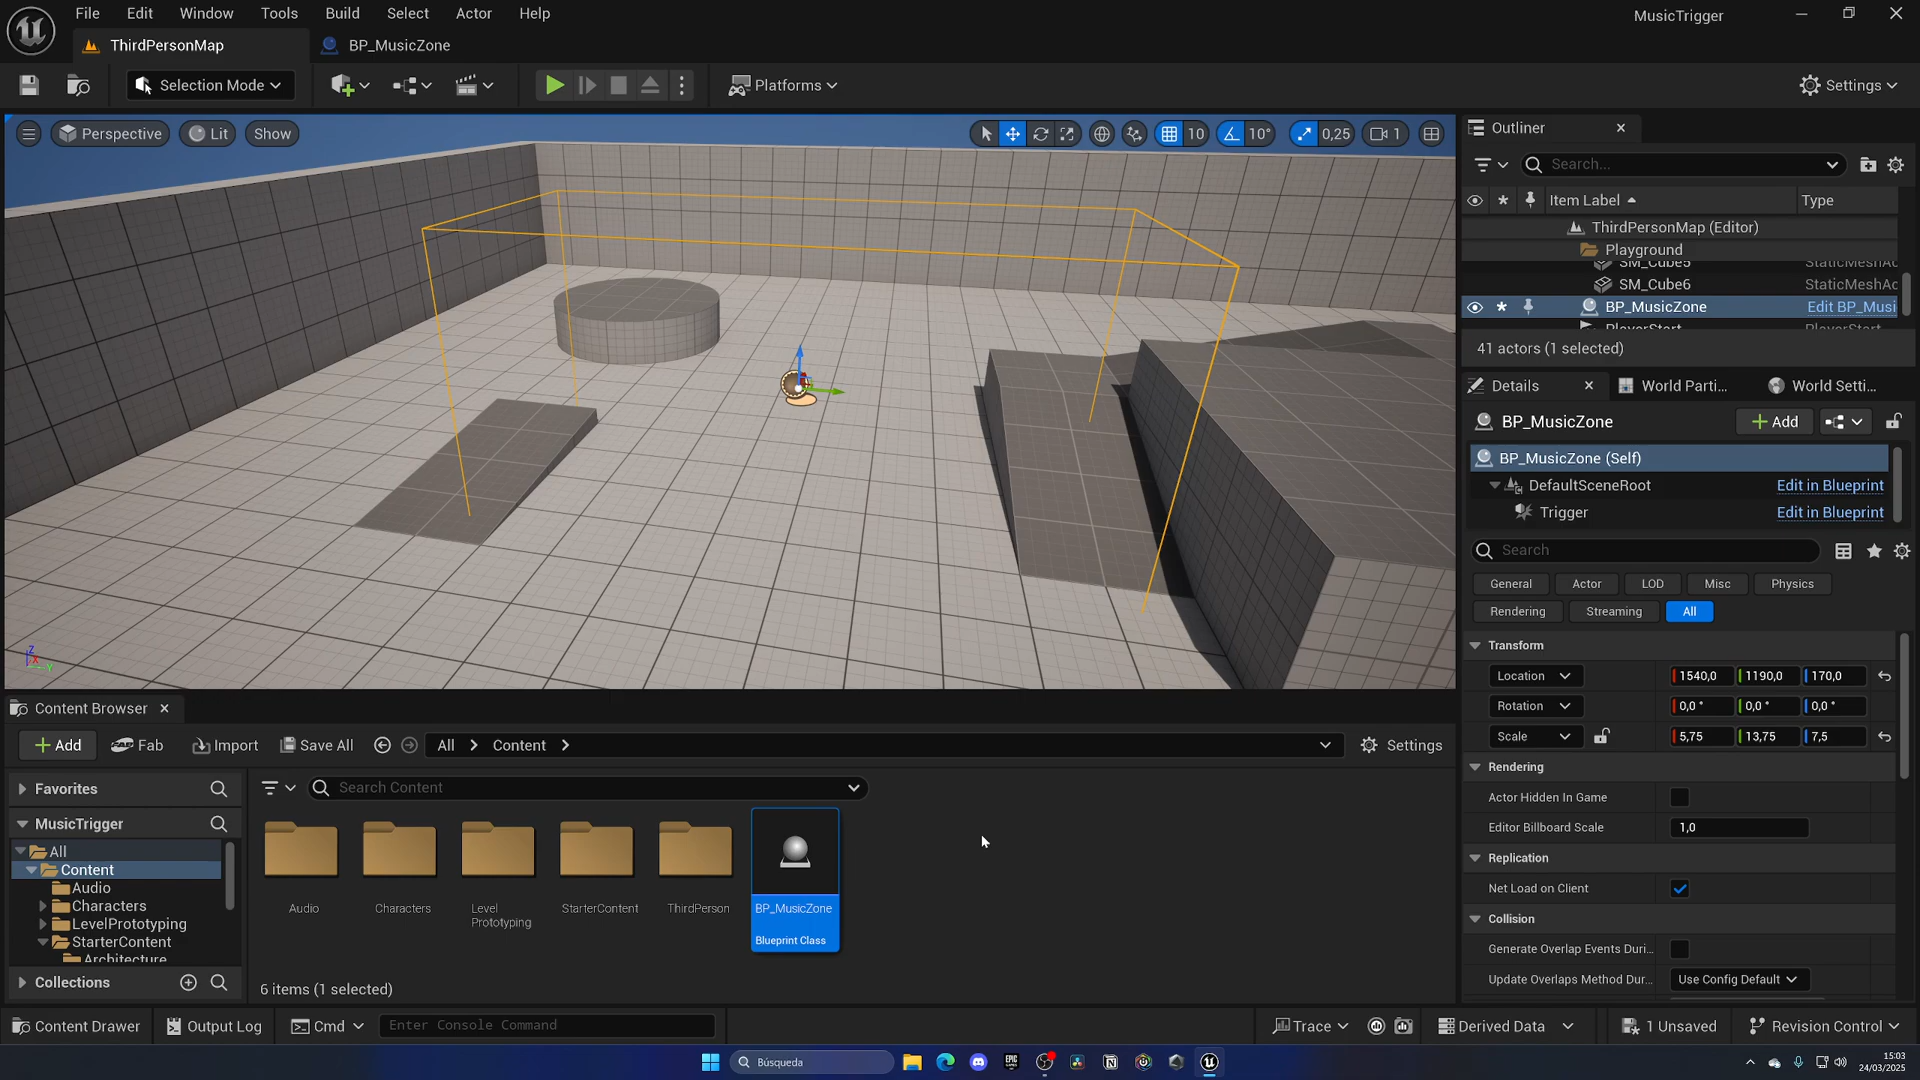 File Edit Window Tools Build Select Actor Help
MusicTrigger
ThirdPersonMap
BP_MusicZone
Selection Mode
Platforms
Settings
Perspective
Lit
Show
10
10°
0,25
1
Outliner
Search...
Item Label
Type
ThirdPersonMap (Editor)
Playground
SM_Cube5
SM_Cube6
StaticMeshAc
BP_MusicZone
Edit BP_Musi
PlayerStart
41 actors (1 selected)
Details
World Parti...
World Setti...
BP_MusicZone
Add
BP_MusicZone (Self)
DefaultSceneRoot
Edit in Blueprint
Trigger
Edit in Blueprint
Search
General
Actor
LOD
Misc
Physics
Rendering
Streaming
All
Transform
Location
1540,0
1190,0
170,0
Rotation
0,0 °
0,0 °
0,0 °
Scale
5,75
13,75
7,5
Rendering
Actor Hidden In Game
Editor Billboard Scale
1,0
Replication
Net Load on Client
Collision
Generate Overlap Events Duri...
Update Overlaps Method Dur...
Use Config Default
Content Browser
Add
Fab
Import
Save All
All
Content
Settings
Favorites
MusicTrigger
All
Content
Audio
Characters
LevelPrototyping
StarterContent
Architecture
Collections
Search Content
Audio
Characters
Level
Prototyping
StarterContent
ThirdPerson
BP_MusicZone
Blueprint Class
6 items (1 selected)
Content Drawer
Output Log
Cmd
Enter Console Command
Trace
Derived Data
1 Unsaved
Revision Control
Búsqueda
15:03
24/03/2025